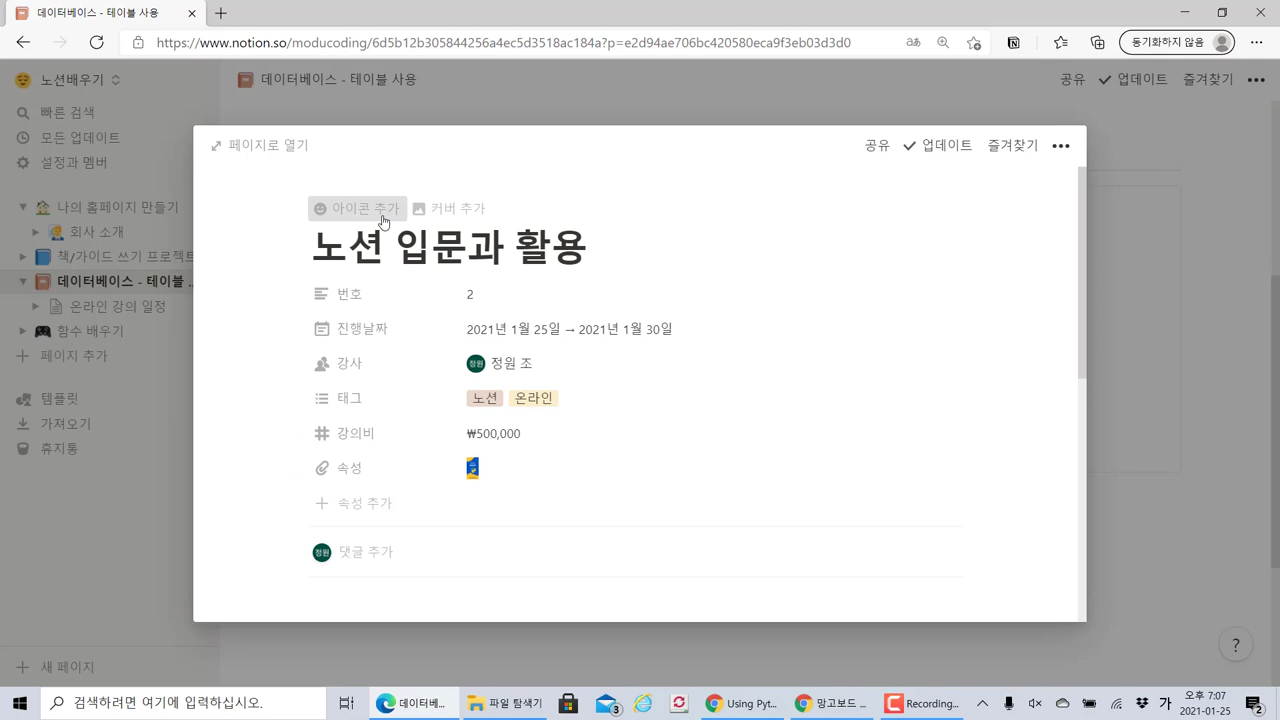 데이터베이스 - 테이블 사용
https://www.notion.so/moducoding/6d5b12b305844256a4ec5d3518ac184a?p=e2d94ae706bc420580eca9f3eb03d3d0
동기화하지 않음
노션배우기
데이터베이스 - 테이블 사용
공유 업데이트 즐겨찾기
빠른 검색
모든 업데이트
설정과 멤버
나의 홈페이지 만들기
회사 소개
책/가이드 쓰기 프로젝트
데이터베이스 - 테이블 ...
온라인 강의 일정
함수 배우기
페이지 추가
템플릿
가져오기
휴지통
새 페이지
페이지로 열기
공유 업데이트 즐겨찾기
아이콘 추가 커버 추가
노션 입문과 활용
번호 2
진행날짜 2021년 1월 25일 → 2021년 1월 30일
강사 정원 정원 조
태그 노션 온라인
강의비 ₩500,000
속성
속성 추가
정원 댓글 추가
?
검색하려면 여기에 입력하십시오.
데이터베...
파일 탐색기
3
Using Pyt...
망고보드 ...
Recording...
가
오후 7:07
2021-01-25
2